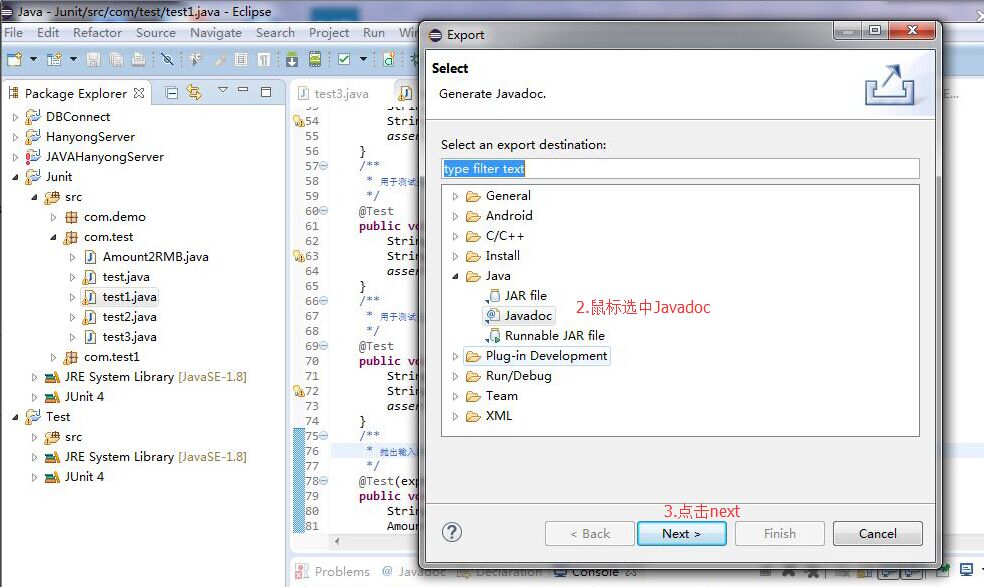 Java - Junit/src/com/test/test1.java - Eclipse
File Edit Refactor Source Navigate Search Project Run
Package Explorer
DBConnect
HanyongServer
JAVAHanyongServer
Junit
src
com.demo
com.test
Amount2RMB.java
test.java
test1.java
test2.java
test3.java
com.test1
JRE System Library [JavaSE-1.8]
JUnit 4
Test
src
JRE System Library [JavaSE-1.8]
JUnit 4
test3.java
54 Strin
55 asse
56 }
57 /**
58 * 用于测试
59 */
60 @Test
61 public vo
62 Strin
63 Strin
64 asse
65 }
66 /**
67 * 用于测试
68 */
69 @Test
70 public vo
71 Strin
72 Strin
73 asse
74 }
75 /**
76 * 抛出输入
77 */
78 @Test(exp
79 public vo
80 Strin
81 Amoun
Problems @ Javadoc Declaration Console
Export
Select
Generate Javadoc.
Select an export destination:
type filter text
General
Android
C/C++
Install
Java
JAR file
Javadoc
2.鼠标选中Javadoc
Runnable JAR file
Plug-in Development
Run/Debug
Team
XML
3.点击next
? < Back Next > Finish Cancel